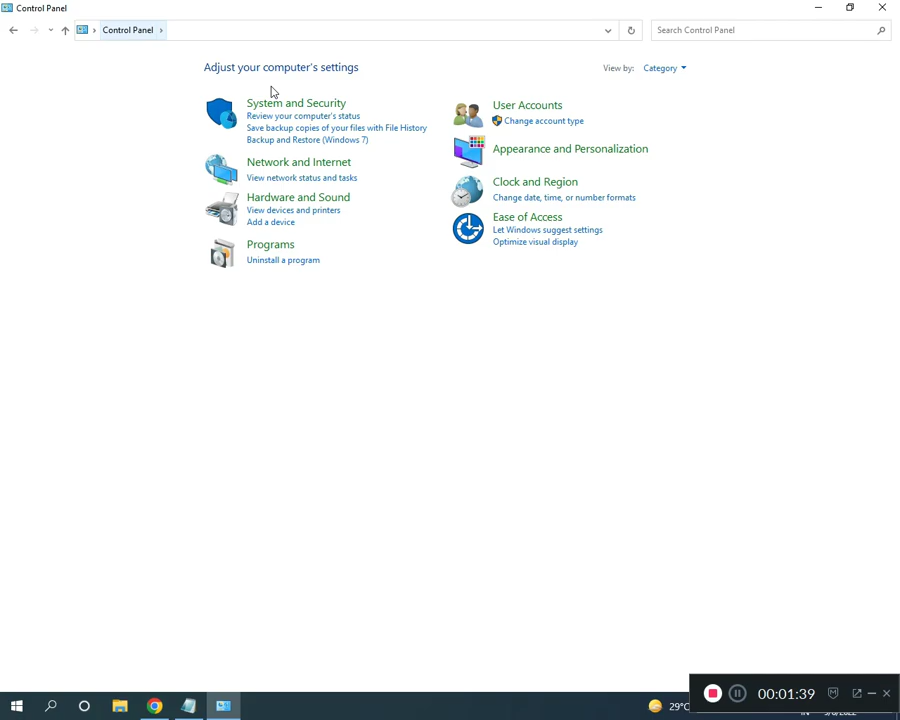 Control Panel
Control Panel
Search Control Panel
Adjust your computer's settings
View by: Category
System and Security
Review your computer's status
Save backup copies of your files with File History
Backup and Restore (Windows 7)
Network and Internet
View network status and tasks
Hardware and Sound
View devices and printers
Add a device
Programs
Uninstall a program
User Accounts
Change account type
Appearance and Personalization
Clock and Region
Change date, time, or number formats
Ease of Access
Let Windows suggest settings
Optimize visual display
29°C
00:01:39